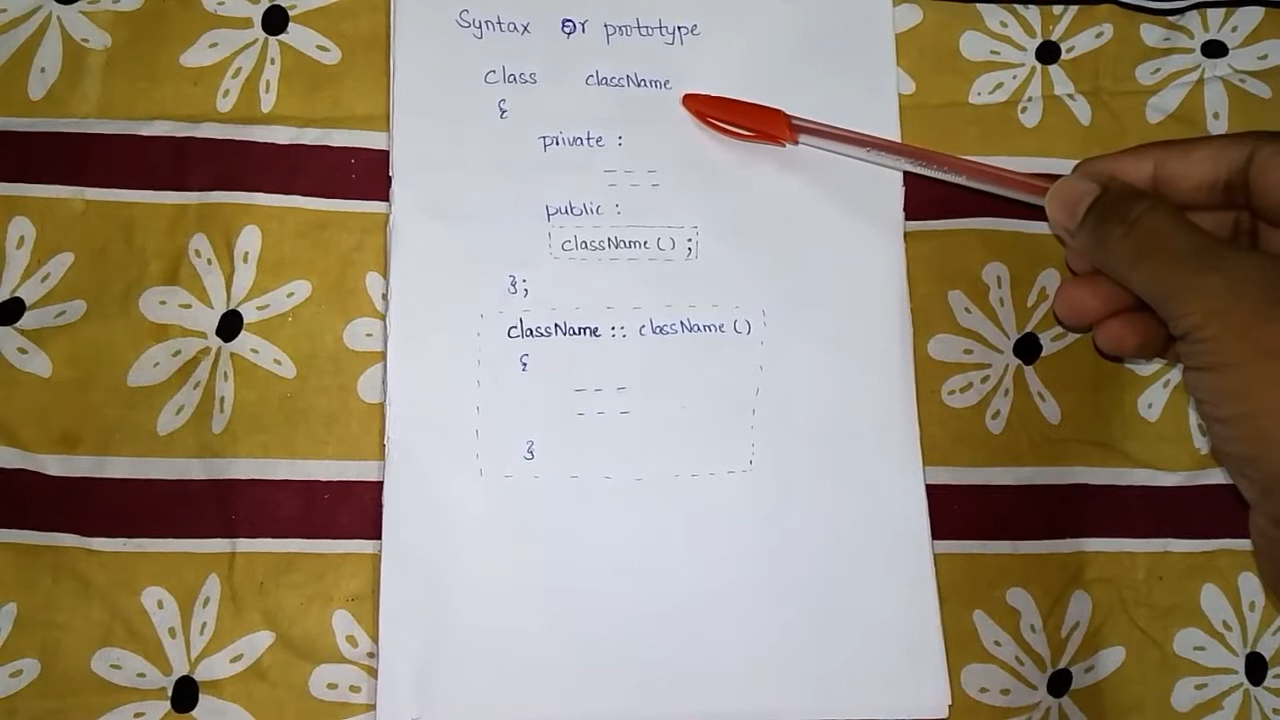 Syntax Or prototype
Class className
{
private :
- - -
- - -
public :
className ( ) ;
};
className :: className ( )
{
- - -
- - -
}